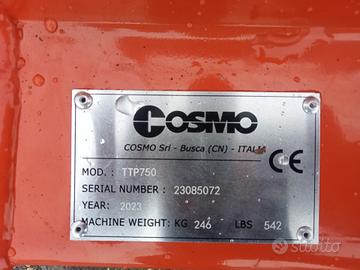 COSMO
COSMO Srl - Busca (CN) - ITALIA
CE
MOD. : TTP750
SERIAL NUMBER : 23085072
YEAR: 2023
MACHINE WEIGHT: KG 246 LBS 542
subito